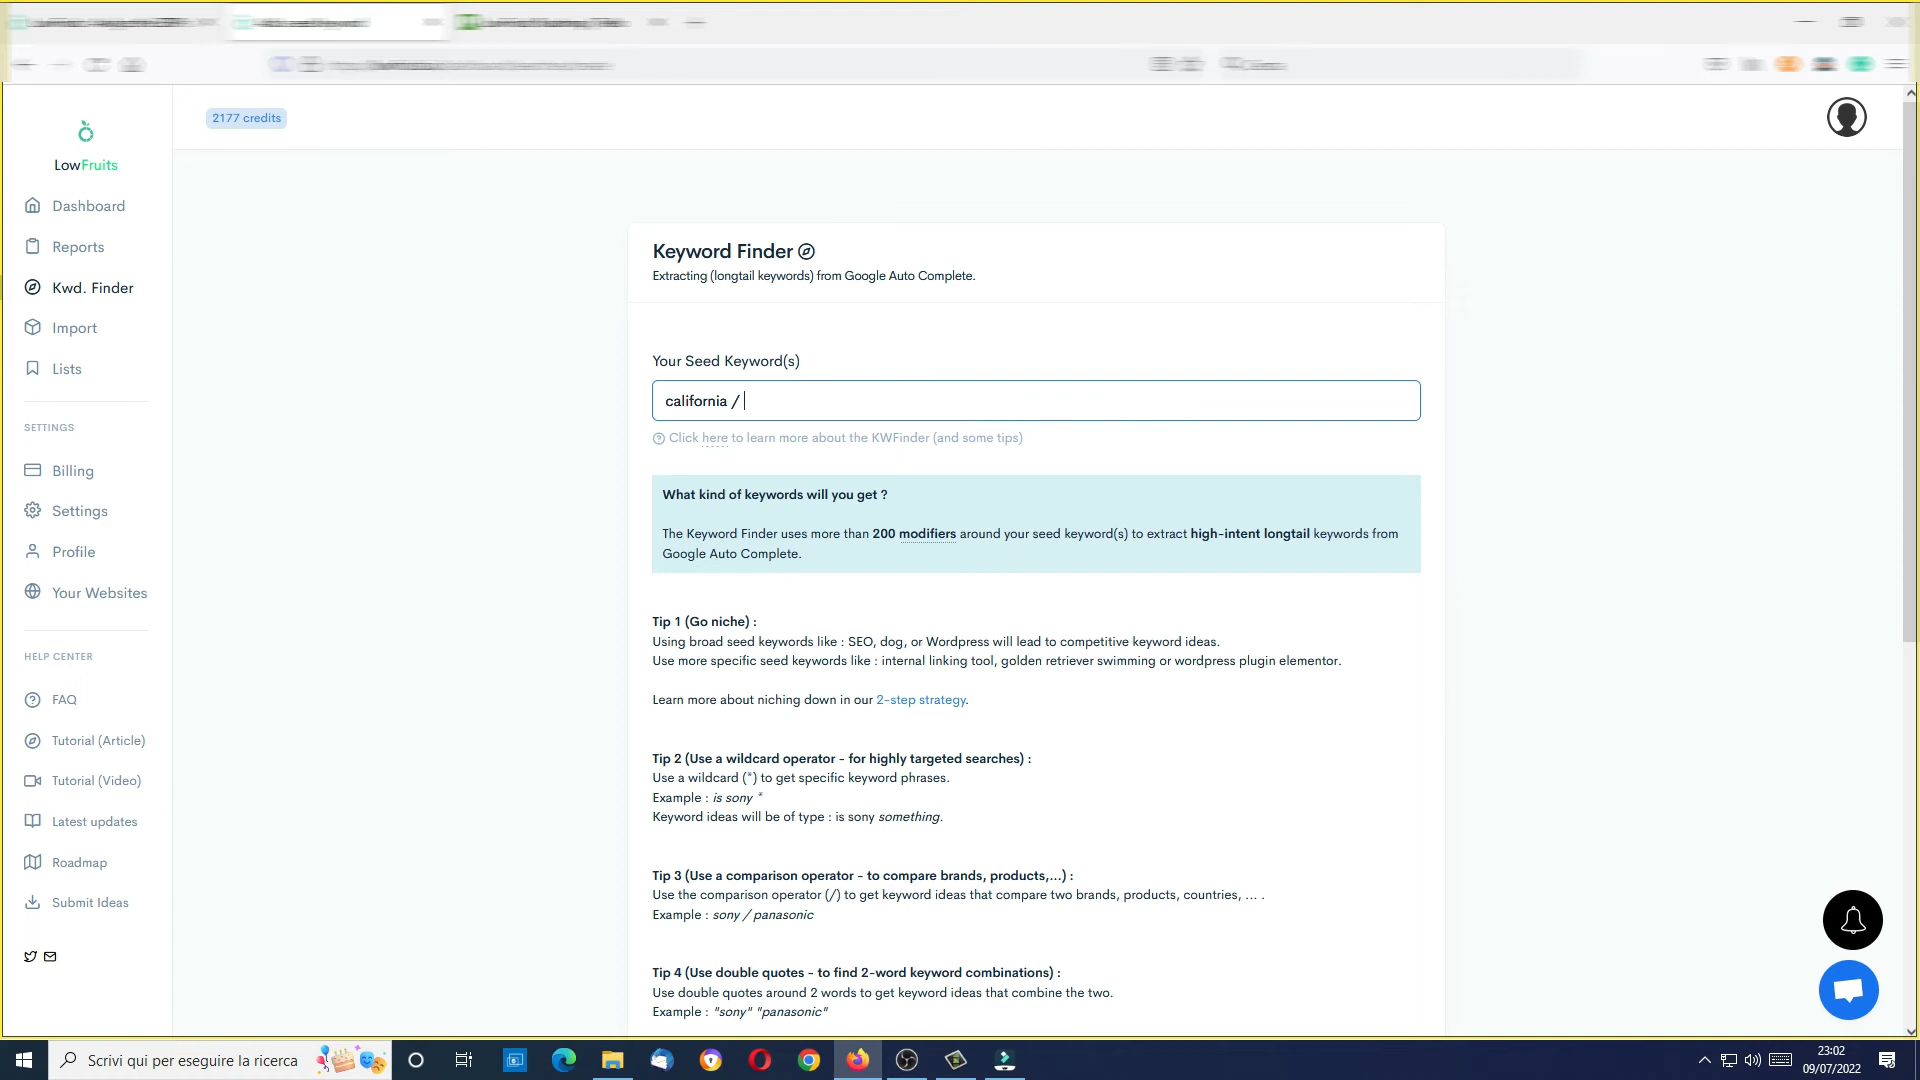 2177 credits
LowFruits
Dashboard
Reports
Kwd. Finder
Import
Lists
SETTINGS
Billing
Settings
Profile
Your Websites
HELP CENTER
FAQ
Tutorial (Article)
Tutorial (Video)
Latest updates
Roadmap
Submit Ideas
Keyword Finder
Extracting (longtail keywords) from Google Auto Complete.
Your Seed Keyword(s)
california /
Click here to learn more about the KWFinder (and some tips)
What kind of keywords will you get ?
The Keyword Finder uses more than 200 modifiers around your seed keyword(s) to extract high-intent longtail keywords from
Google Auto Complete.
Tip 1 (Go niche) :
Using broad seed keywords like : SEO, dog, or Wordpress will lead to competitive keyword ideas.
Use more specific seed keywords like : internal linking tool, golden retriever swimming or wordpress plugin elementor.
Learn more about niching down in our 2-step strategy.
Tip 2 (Use a wildcard operator - for highly targeted searches) :
Use a wildcard (*) to get specific keyword phrases.
Example : is sony *
Keyword ideas will be of type : is sony something.
Tip 3 (Use a comparison operator - to compare brands, products,...) :
Use the comparison operator (/) to get keyword ideas that compare two brands, products, countries, ... .
Example : sony / panasonic
Tip 4 (Use double quotes - to find 2-word keyword combinations) :
Use double quotes around 2 words to get keyword ideas that combine the two.
Example : "sony" "panasonic"
Scrivi qui per eseguire la ricerca
23:02
09/07/2022